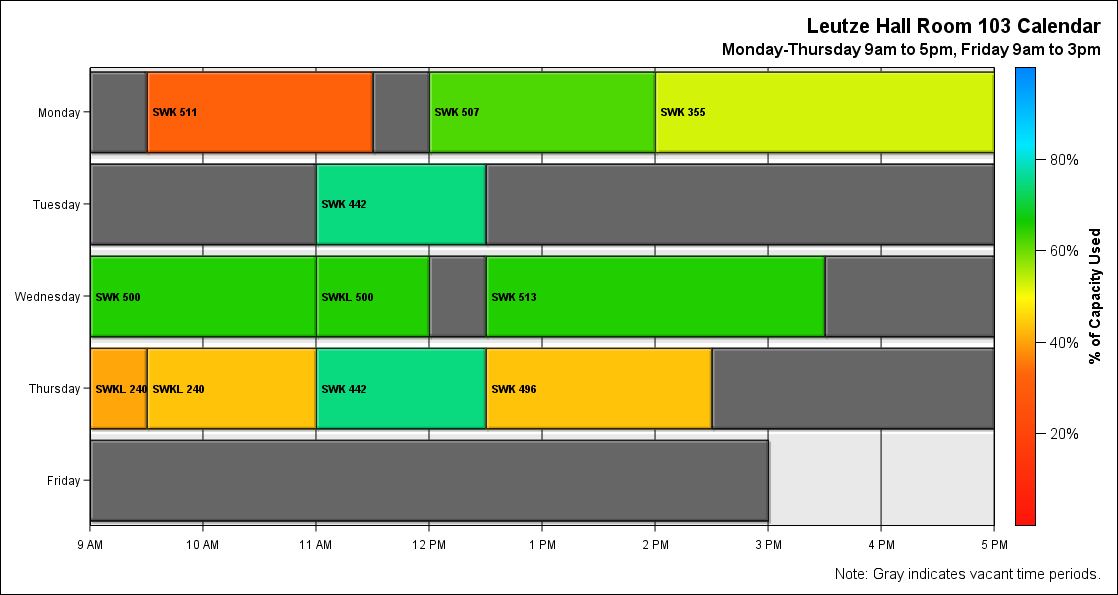 Leutze Hall Room 103 Calendar
Monday-Thursday 9am to 5pm, Friday 9am to 3pm
Monday
SWK 511
SWK 507
SWK 355
Tuesday
SWK 442
Wednesday
SWK 500
SWKL 500
SWK 513
Thursday
SWKL 240
SWKL 240
SWK 442
SWK 496
Friday
9 AM
10 AM
11 AM
12 PM
1 PM
2 PM
3 PM
4 PM
5 PM
80%
60%
40%
20%
% of Capacity Used
Note: Gray indicates vacant time periods.